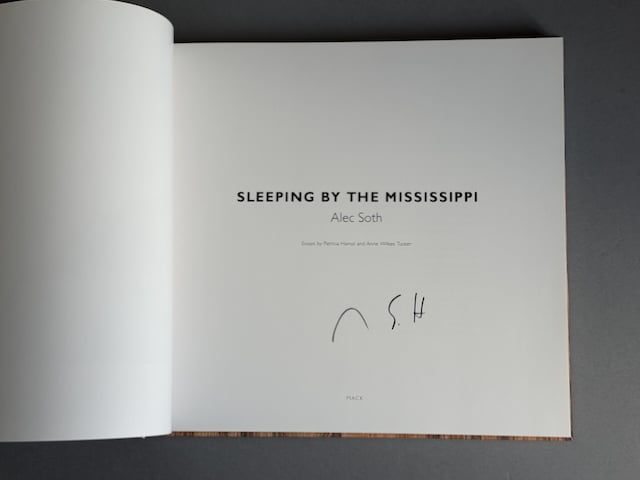 SLEEPING BY THE MISSISSIPPI
Alec Soth
Essays by Patricia Hampl and Anne Wilkes Tucker
S.H
MACK